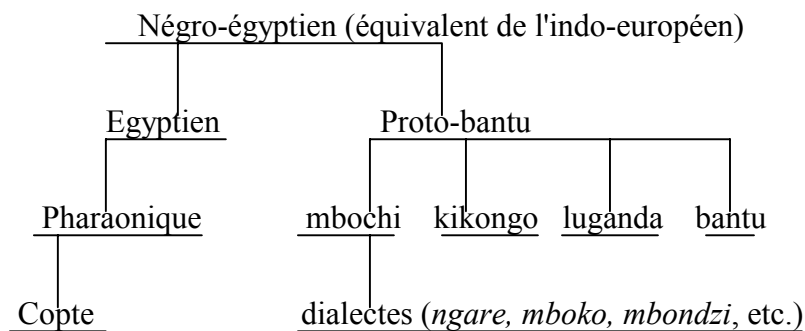 Négro-égyptien (équivalent de l'indo-européen)
Egyptien Proto-bantu
Pharaonique mbochi kikongo luganda bantu
Copte dialectes (ngare, mboko, mbondzi, etc.)